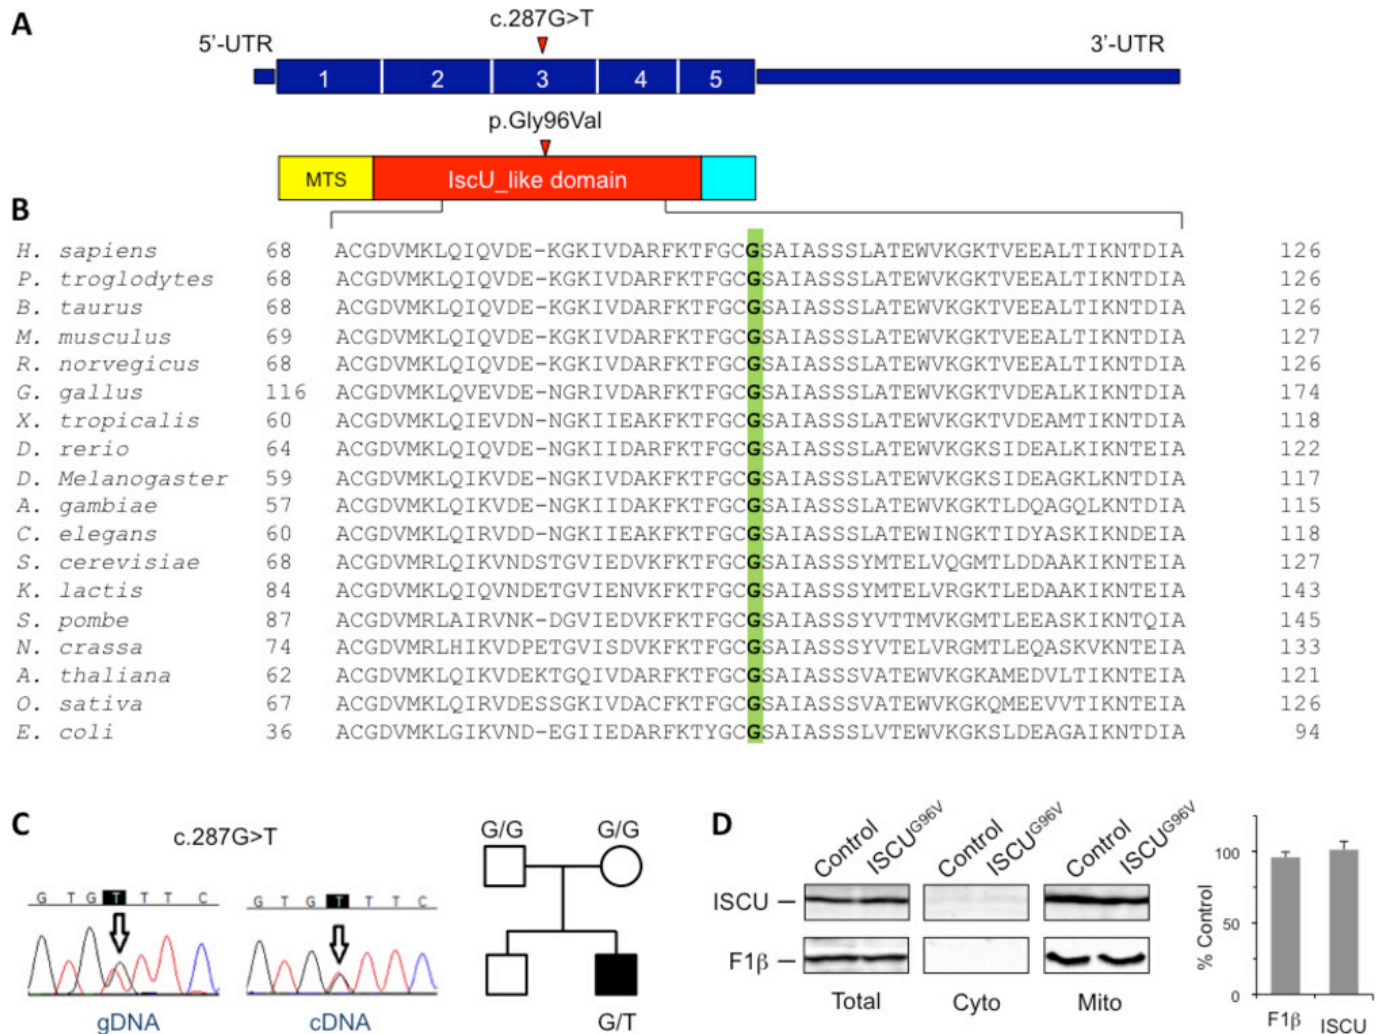 A
c.287G>T
5'-UTR
3'-UTR
1 2 3 4 5
p.Gly96Val
MTS IscU_like domain
B
H. sapiens 68 ACGDVMKLQIQVDE-KGKIVDARFKTFGCGSAIASSSLATEWVKGKTVEEALTIKNTDIA 126
P. troglodytes 68 ACGDVMKLQIQVDE-KGKIVDARFKTFGCGSAIASSSLATEWVKGKTVEEALTIKNTDIA 126
B. taurus 68 ACGDVMKLQIQVDE-KGKIVDARFKTFGCGSAIASSSLATEWVKGKTVEEALTIKNTDIA 126
M. musculus 69 ACGDVMKLQIQVDE-KGKIVDARFKTFGCGSAIASSSLATEWVKGKTVEEALTIKNTDIA 127
R. norvegicus 68 ACGDVMKLQIQVDE-KGKIVDARFKTFGCGSAIASSSLATEWVKGKTVEEALTIKNTDIA 126
G. gallus 116 ACGDVMKLQVEVDE-NGRIVDARFKTFGCGSAIASSSLATEWVKGKTVDEALKIKNTDIA 174
X. tropicalis 60 ACGDVMKLQIEVDN-NGKIIEAKFKTFGCGSAIASSSLATEWVKGKTVDEAMTIKNTDIA 118
D. rerio 64 ACGDVMKLQIQVDE-NGKIVDARFKTFGCGSAIASSSLATEWVKGKSIDEALKIKNTEIA 122
D. Melanogaster 59 ACGDVMKLQIKVDE-NGKIVDAKFKTFGCGSAIASSSLATEWVKGKSIDEAGKLKNTDIA 117
A. gambiae 57 ACGDVMKLQIKVDE-NGKIIDARFKTFGCGSAIASSSLATEWVKGKTLDQAGQLKNTDIA 115
C. elegans 60 ACGDVMKLQIRVDD-NGKIIEAKFKTFGCGSAIASSSLATEWINGKTIDYASKIKNDEIA 118
S. cerevisiae 68 ACGDVMRLQIKVNDSTGVIEDVKFKTFGCGSAIASSSYMTELVQGMTLDDAAKIKNTEIA 127
K. lactis 84 ACGDVMKLQIQVNDETGVIENVKFKTFGCGSAIASSSYMTELVRGKTLEDAAKIKNTEIA 143
S. pombe 87 ACGDVMRLAIRVNK-DGVIEDVKFKTFGCGSAIASSSYVTTMVKGMTLEEASKIKNTQIA 145
N. crassa 74 ACGDVMRLHIKVDPETGVISDVKFKTFGCGSAIASSSYVTELVRGMTLEQASKVKNTEIA 133
A. thaliana 62 ACGDVMKLQIKVDEKTGQIVDARFKTFGCGSAIASSSVATEWVKGKAMEDVLTIKNTEIA 121
O. sativa 67 ACGDVMKLQIRVDESSGKIVDACFKTFGCGSAIASSSVATEWVKGKQMEEVVTIKNTEIA 126
E. coli 36 ACGDVMKLGIKVND-EGIIEDARFKTYGCGSAIASSSLVTEWVKGKSLDEAGAIKNTDIA 94
C
c.287G>T
G T G T T T C
gDNA
G T G T T T C
cDNA
G/G G/G
G/T
D
Control ISCU^G96V Control ISCU^G96V Control ISCU^G96V
ISCU
F1β
Total Cyto Mito
% Control
100
50
0
F1β ISCU